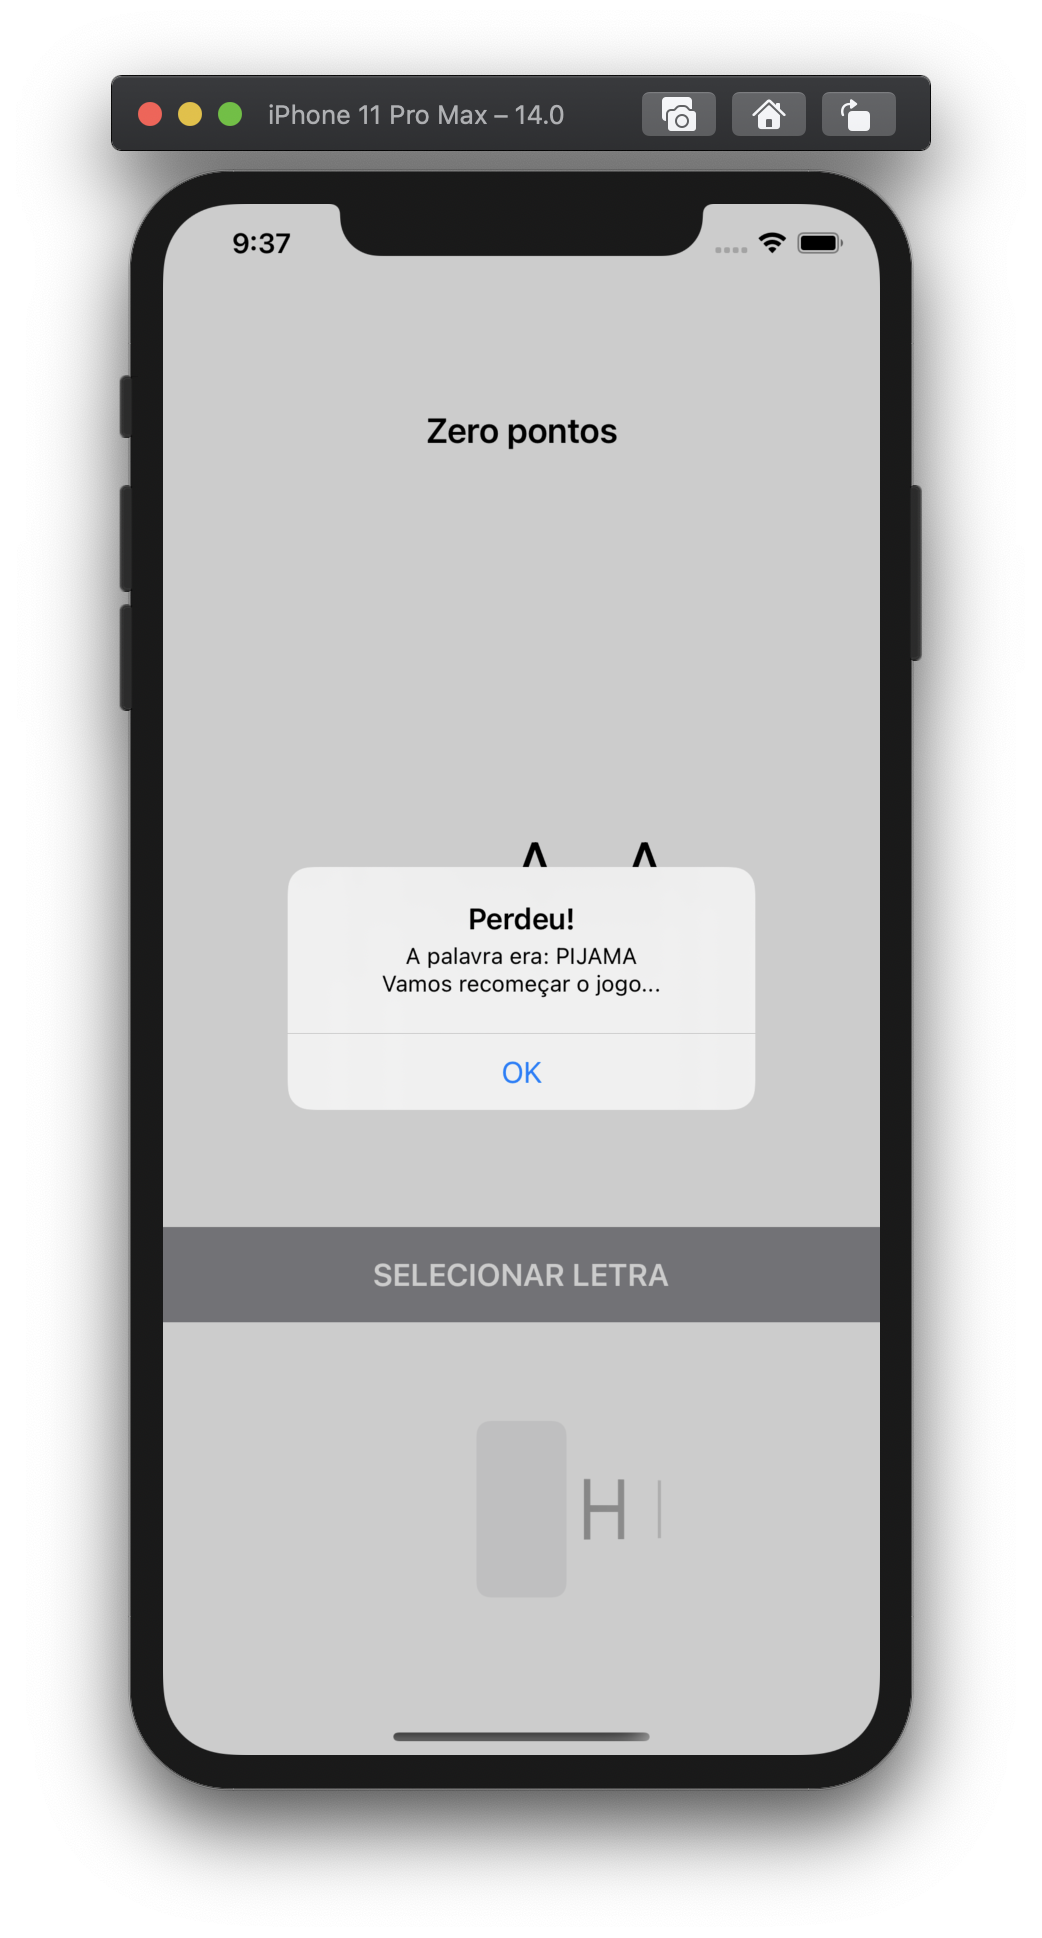 iPhone 11 Pro Max – 14.0
9:37
Zero pontos
A A
Perdeu!
A palavra era: PIJAMA
Vamos recomeçar o jogo...
OK
SELECIONAR LETRA
H I